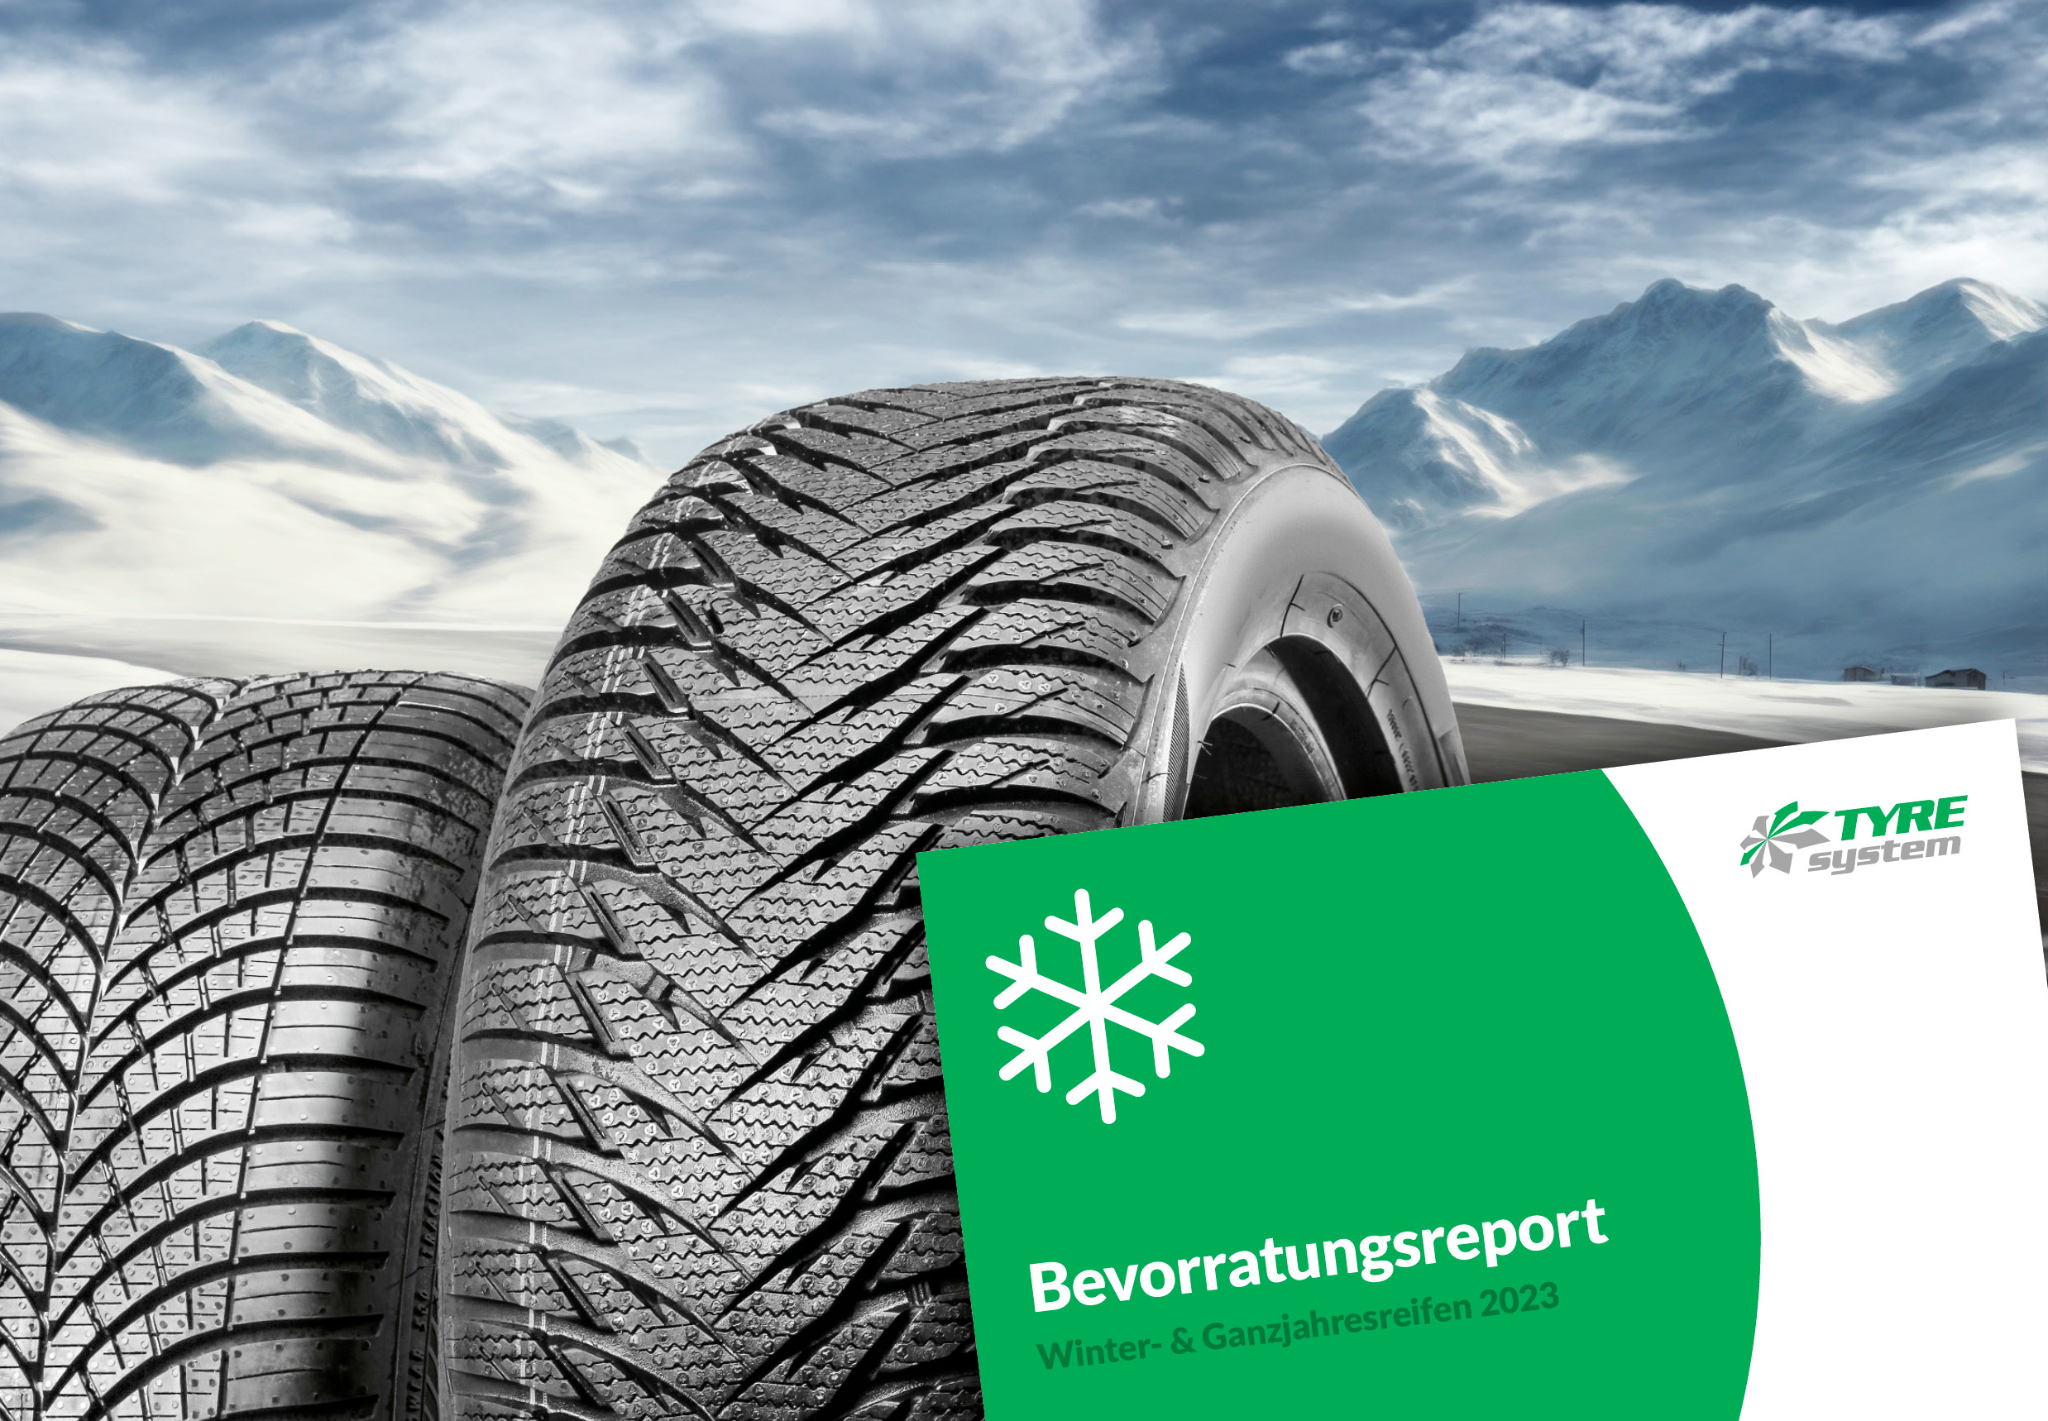 TYRE
system
Bevorratungsreport
Winter- & Ganzjahresreifen 2023